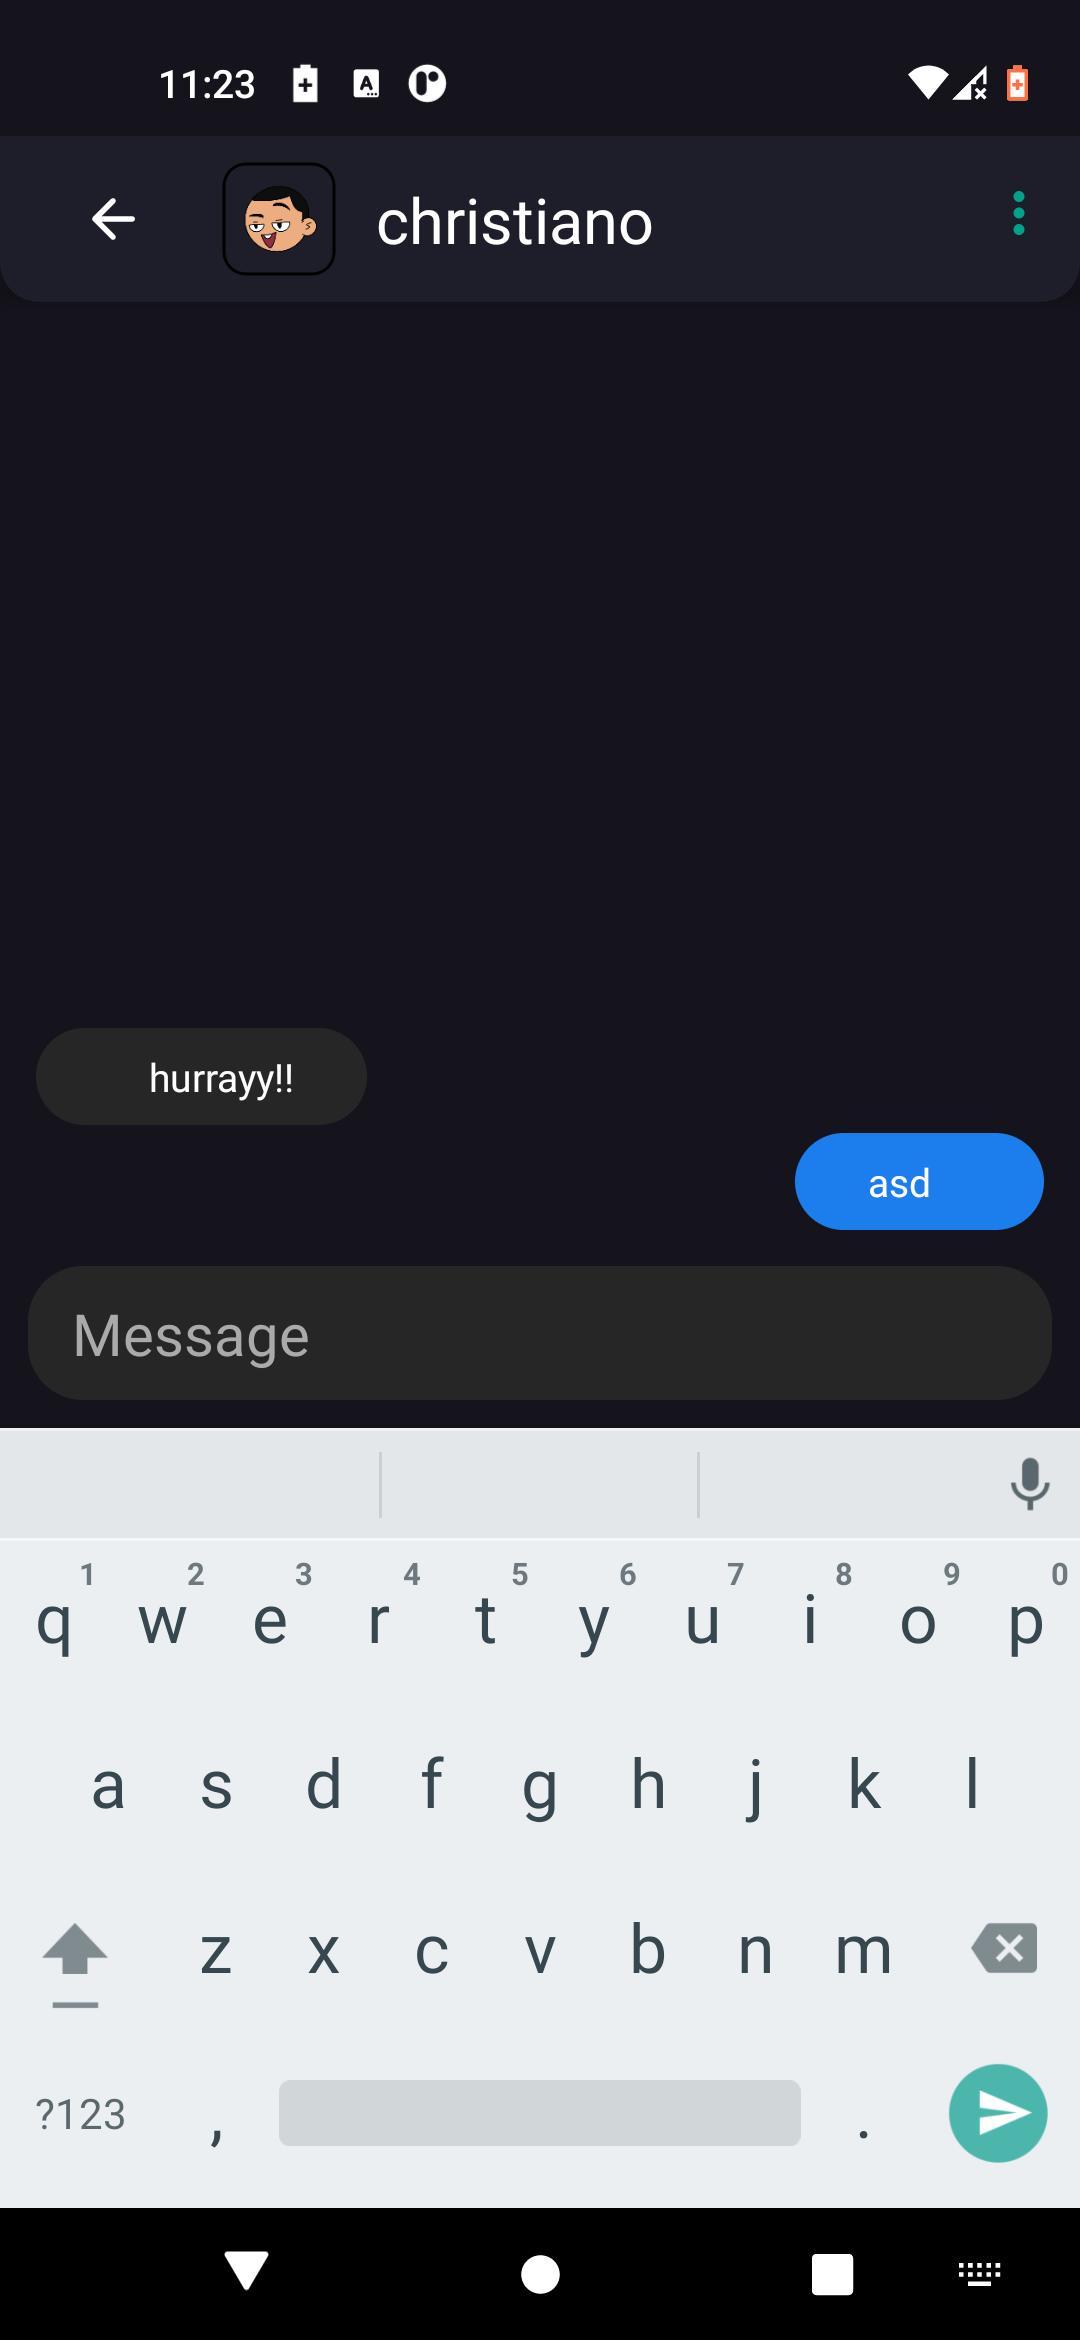 11:23
christiano
hurrayy!!
asd
Message
1 2 3 4 5 6 7 8 9 0
q w e r t y u i o p
a s d f g h j k l
z x c v b n m
?123 , .